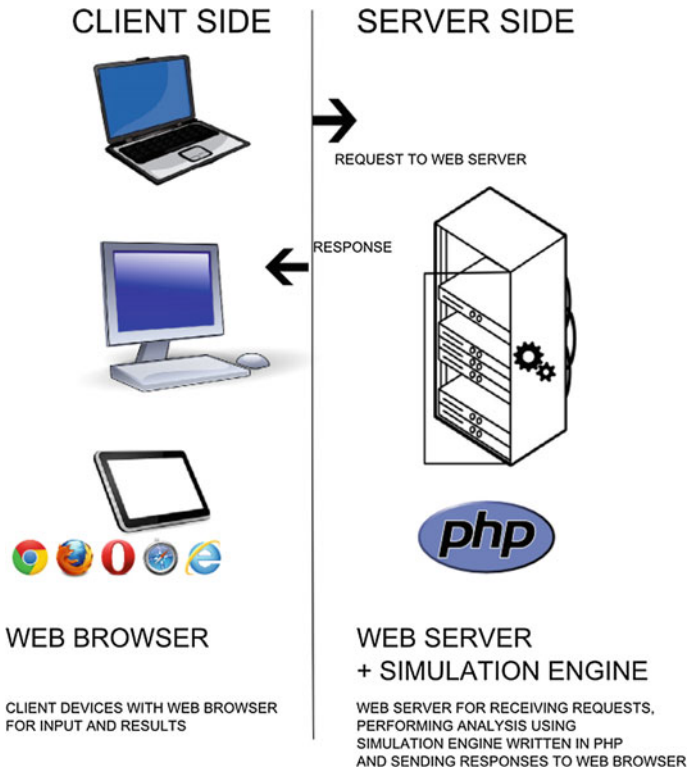 CLIENT SIDE
SERVER SIDE
REQUEST TO WEB SERVER
RESPONSE
php
WEB BROWSER
CLIENT DEVICES WITH WEB BROWSER
FOR INPUT AND RESULTS
WEB SERVER
+ SIMULATION ENGINE
WEB SERVER FOR RECEIVING REQUESTS,
PERFORMING ANALYSIS USING
SIMULATION ENGINE WRITTEN IN PHP
AND SENDING RESPONSES TO WEB BROWSER